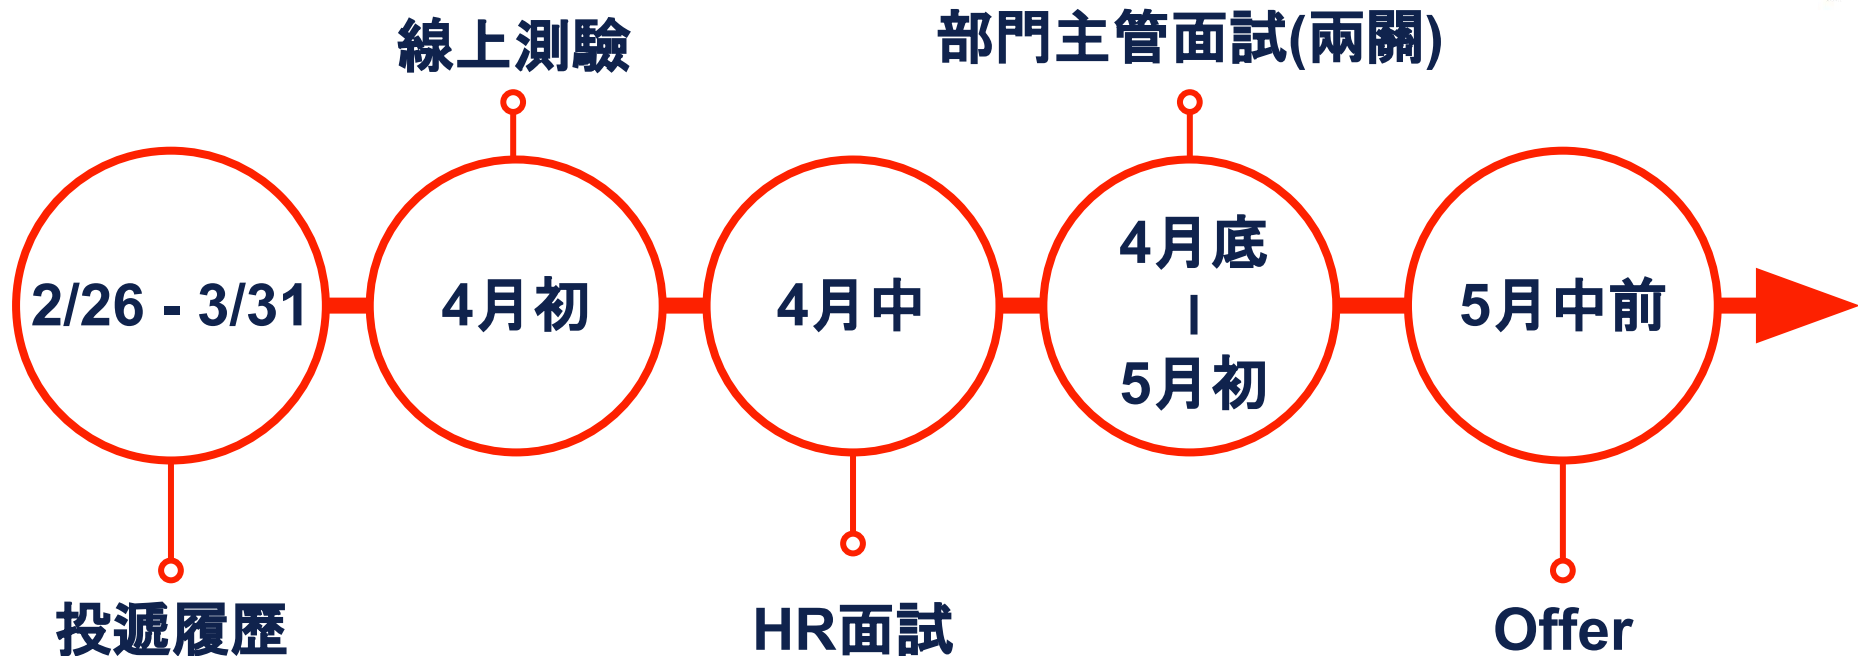 線上測驗
部門主管面試(兩關)
2/26 - 3/31
4月初
4月中
4月底
|
5月初
5月中前
投遞履歷
HR面試
Offer